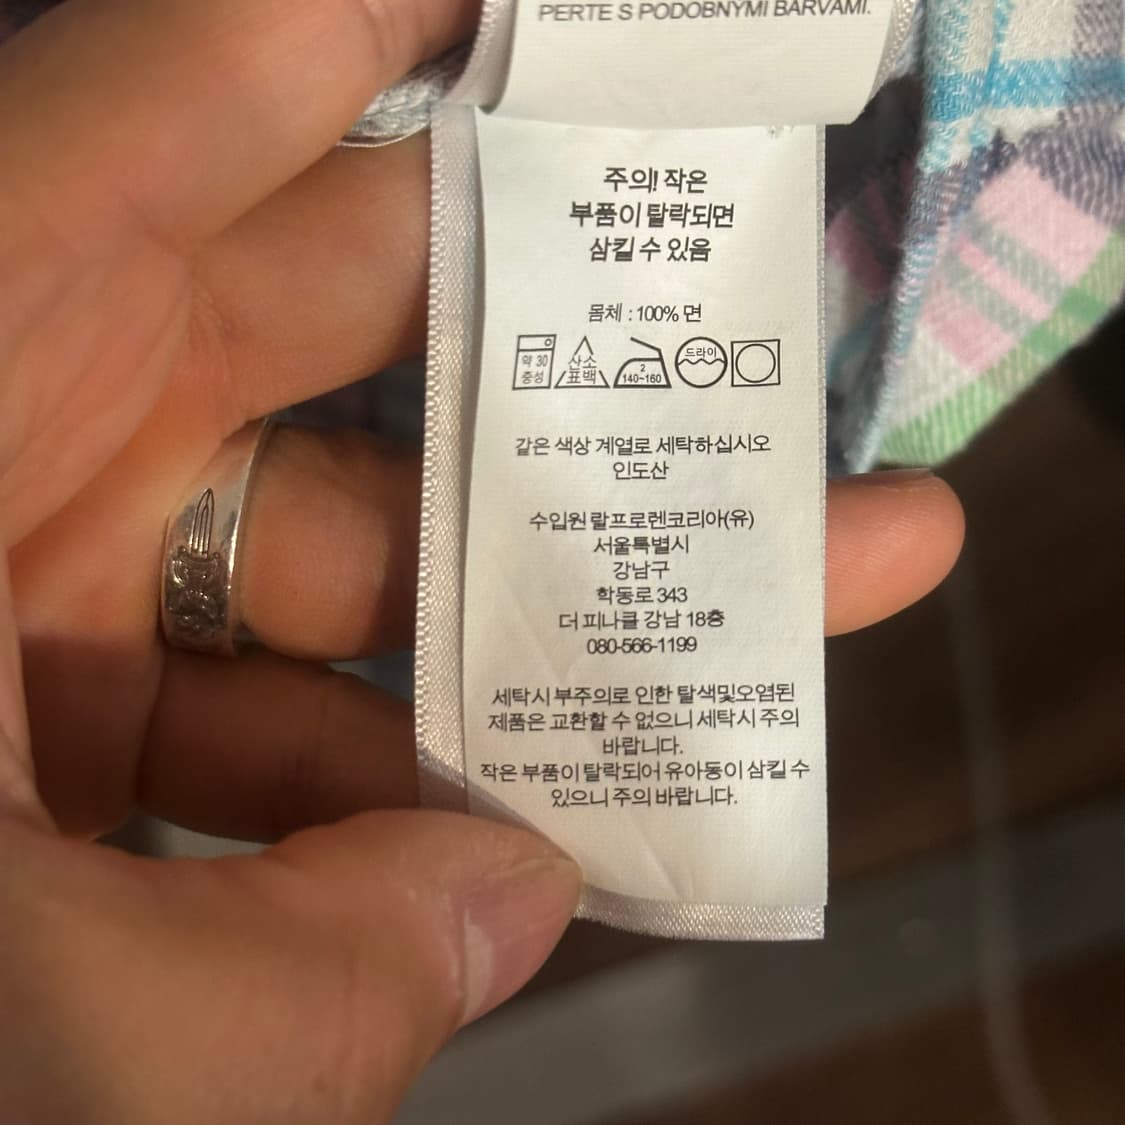 PERTE S PODOBNÝMI BARVAMI.
주의! 작은
부품이 탈락되면
삼킬 수 있음
몸체 : 100% 면
약 30
중성
산소
표백
2
140~160
드라이
같은 색상 계열로 세탁하십시오
인도산
수입원 랄프로렌코리아(유)
서울특별시
강남구
학동로 343
더 피나클 강남 18층
080-566-1199
세탁시 부주의로 인한 탈색및오염된
제품은 교환할 수 없으니 세탁시 주의
바랍니다.
작은 부품이 탈락되어 유아동이 삼킬 수
있으니 주의 바랍니다.